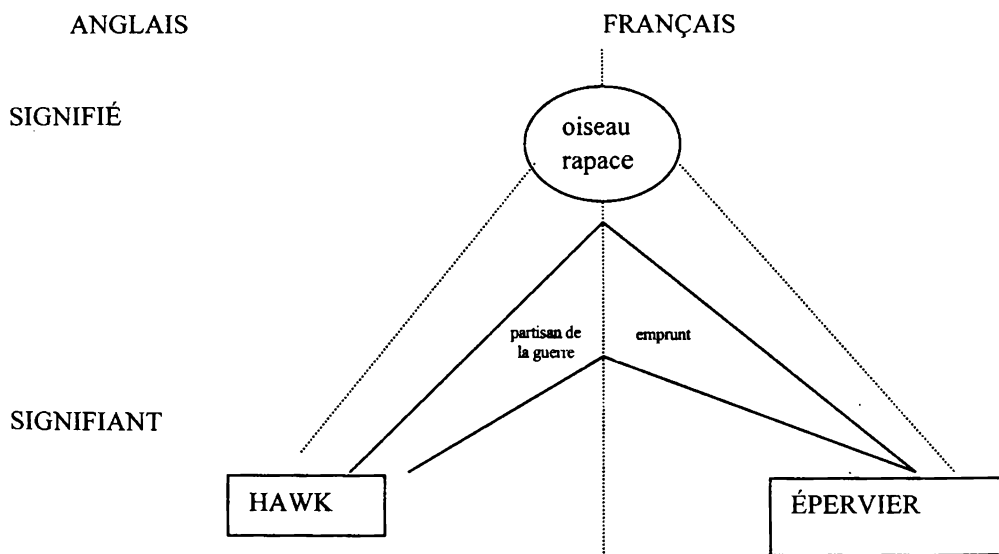 ANGLAIS FRANÇAIS
SIGNIFIÉ
oiseau
rapace
partisan de
la guerre
emprunt
SIGNIFIANT
HAWK
ÉPERVIER